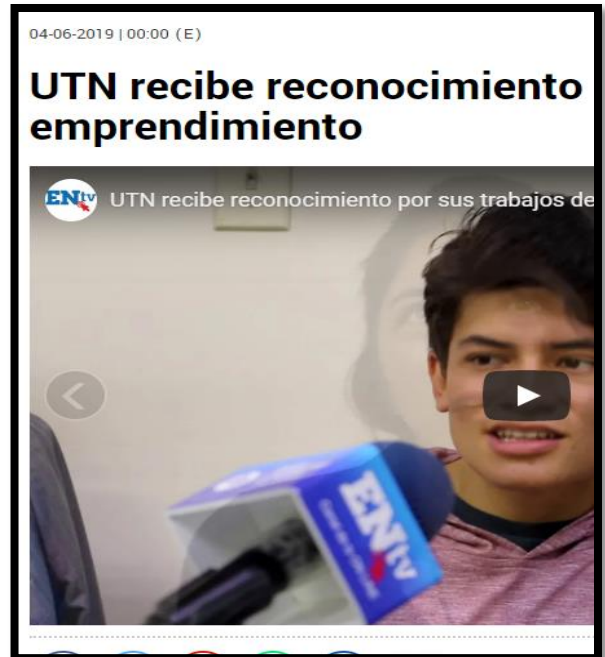 04-06-2019 | 00:00 (E)
UTN recibe reconocimiento
emprendimiento
ENtv UTN recibe reconocimiento por sus trabajos de
ENtv